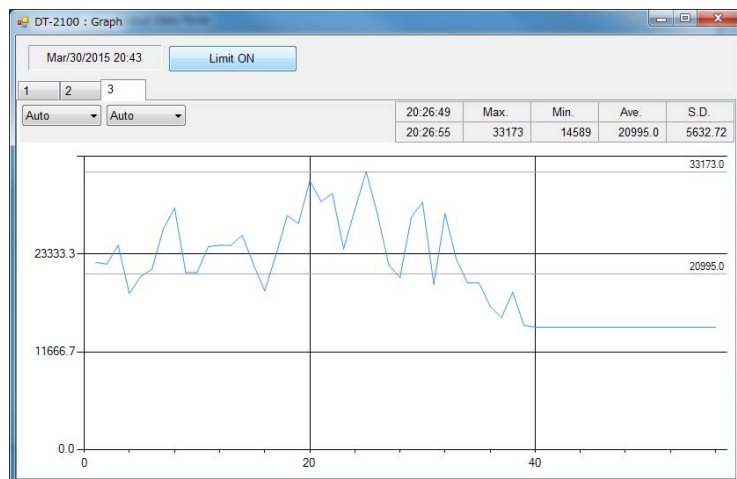 DT-2100 : Graph
Mar/30/2015 20:43 Limit ON
1 2 3
Auto Auto 20:26:49 Max. Min. Ave. S.D.
20:26:55 33173 14589 20995.0 5632.72
33173.0
23333.3
20995.0
11666.7
0.0
0 20 40